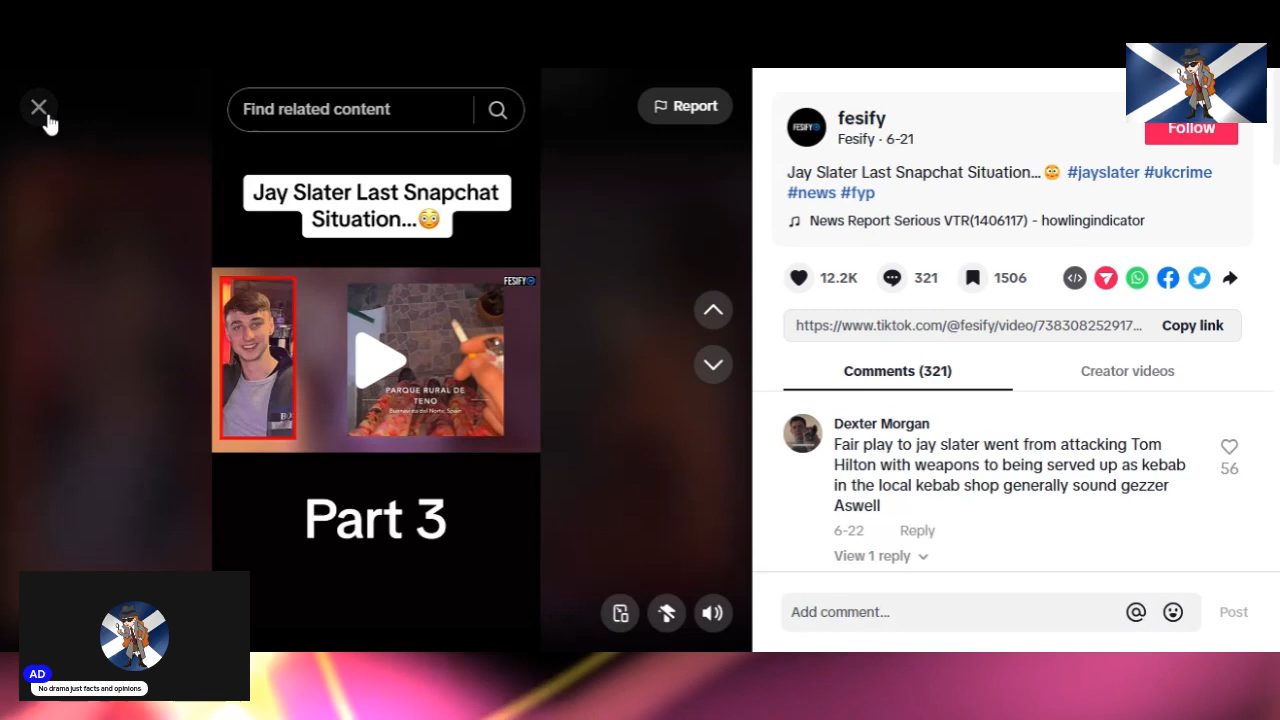 Find related content
Report
Jay Slater Last Snapchat
Situation...😳
FESIFY
PARQUE RURAL DE
TENO
Buenavista del Norte, Spain
Part 3
AD
No drama just facts and opinions
FESIFY
fesify
Fesify · 6-21
Follow
Jay Slater Last Snapchat Situation...😳 #jayslater #ukcrime
#news #fyp
News Report Serious VTR(1406117) - howlingindicator
12.2K
321
1506
https://www.tiktok.com/@fesify/video/738308252917...
Copy link
Comments (321)
Creator videos
Dexter Morgan
Fair play to jay slater went from attacking Tom
Hilton with weapons to being served up as kebab
in the local kebab shop generally sound gezzer
Aswell
56
6-22
Reply
View 1 reply
Add comment...
Post